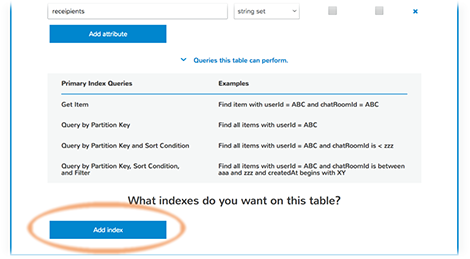 receipients string set
Add attribute
Queries this table can perform.
Primary Index Queries Examples
Get Item Find item with userId = ABC and chatRoomId = ABC
Query by Partition Key Find all items with userId = ABC
Query by Partition Key and Sort Condition Find all items with userId = ABC and chatRoomId is < zzz
Query by Partition Key, Sort Condition, Find all items with userId = ABC and chatRoomId is between
and Filter aaa and zzz and createdAt begins with XY
What indexes do you want on this table?
Add index